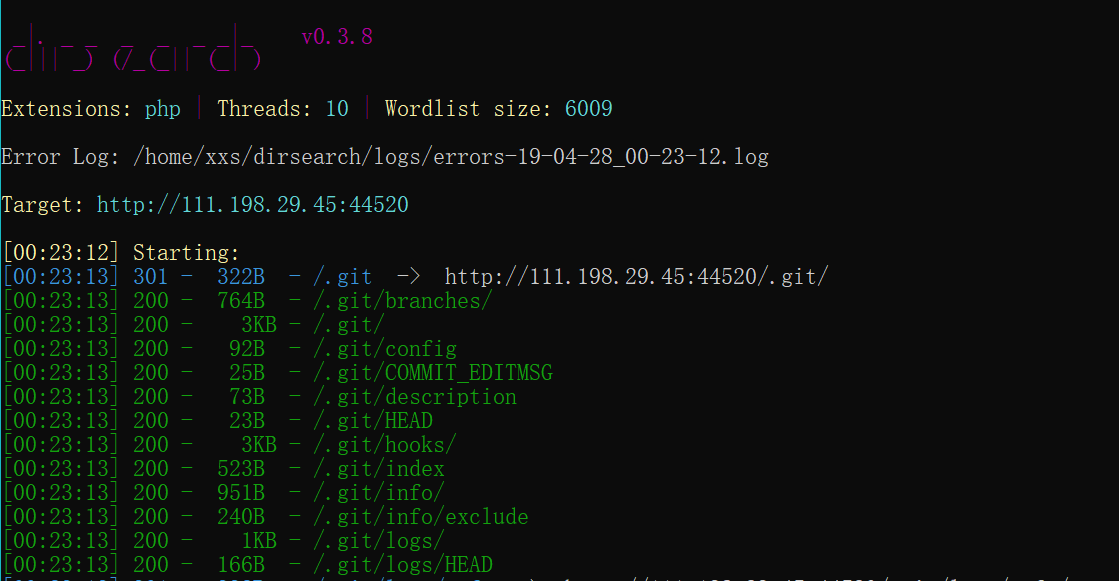 dirsearch v0.3.8
Extensions: php | Threads: 10 | Wordlist size: 6009
Error Log: /home/xxs/dirsearch/logs/errors-19-04-28_00-23-12.log
Target: http://111.198.29.45:44520
[00:23:12] Starting:
[00:23:13] 301 -   322B  - /.git  ->  http://111.198.29.45:44520/.git/
[00:23:13] 200 -   764B  - /.git/branches/
[00:23:13] 200 -     3KB - /.git/
[00:23:13] 200 -    92B  - /.git/config
[00:23:13] 200 -    25B  - /.git/COMMIT_EDITMSG
[00:23:13] 200 -    73B  - /.git/description
[00:23:13] 200 -    23B  - /.git/HEAD
[00:23:13] 200 -     3KB - /.git/hooks/
[00:23:13] 200 -   523B  - /.git/index
[00:23:13] 200 -   951B  - /.git/info/
[00:23:13] 200 -   240B  - /.git/info/exclude
[00:23:13] 200 -     1KB - /.git/logs/
[00:23:13] 200 -   166B  - /.git/logs/HEAD